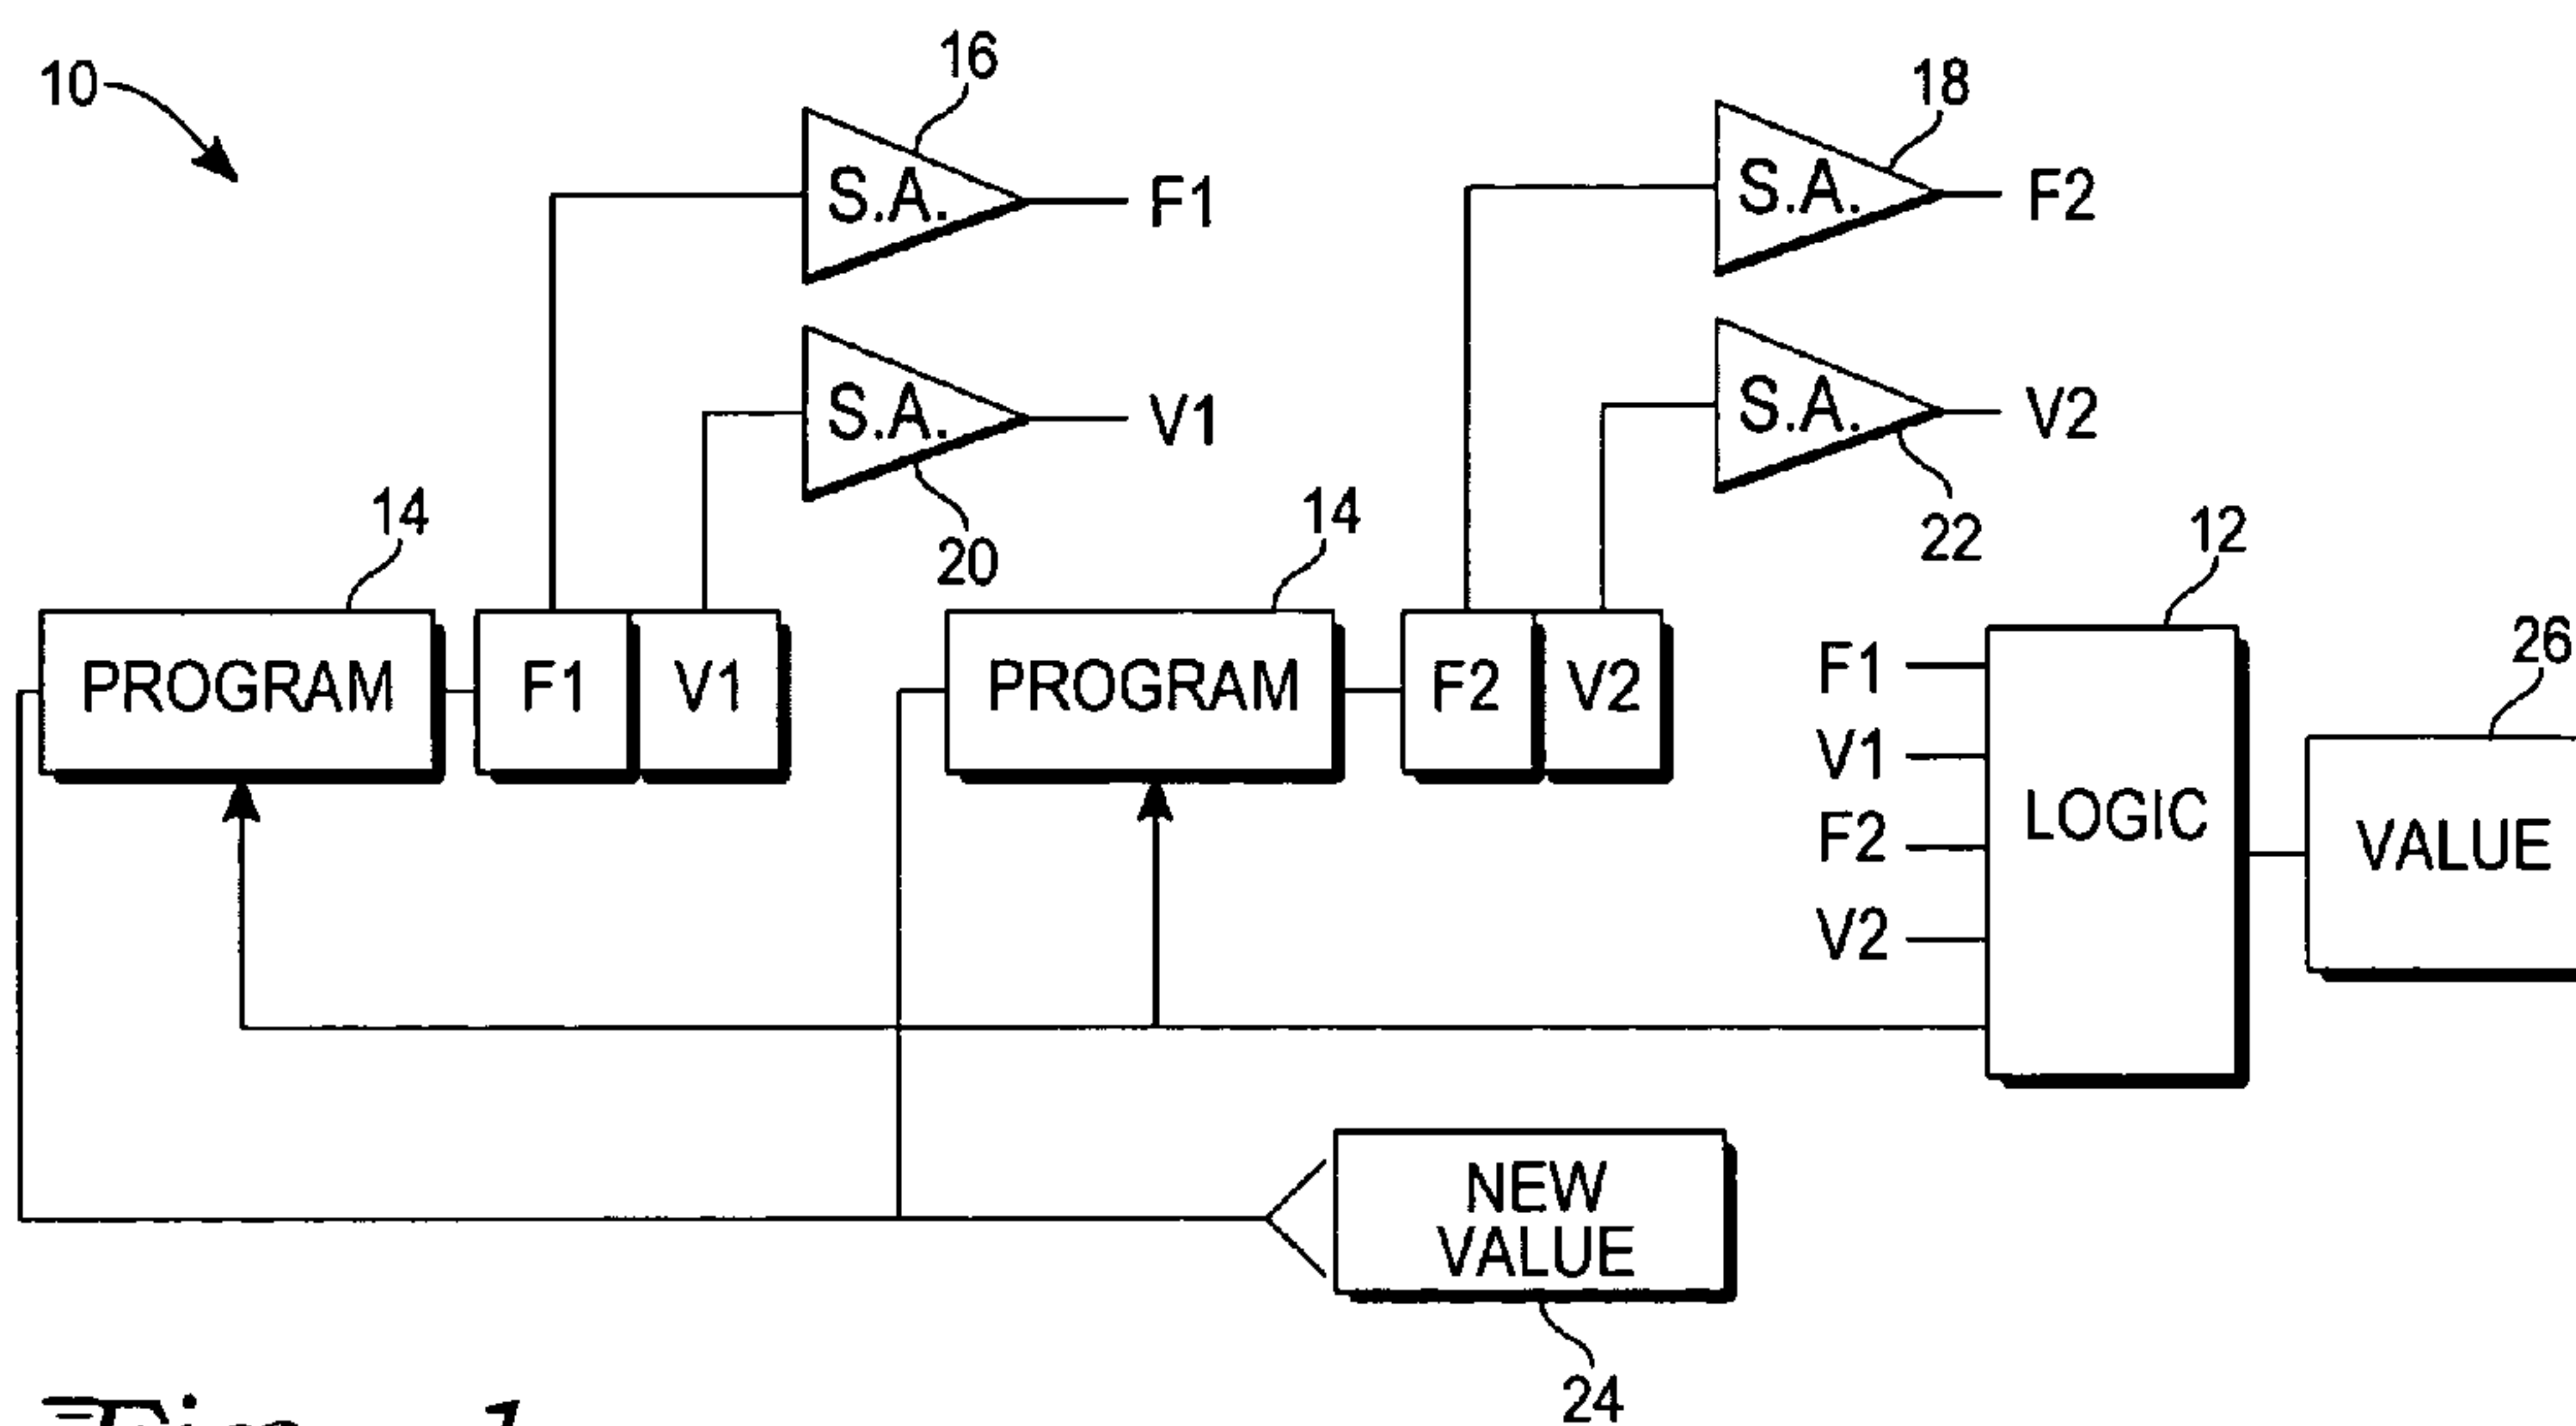 10
16
18
S.A.
F1
S.A.
F2
S.A.
V1
S.A.
V2
14
20
14
22
12
26
PROGRAM
F1
V1
PROGRAM
F2
V2
F1
V1
F2
V2
LOGIC
VALUE
NEW
VALUE
24